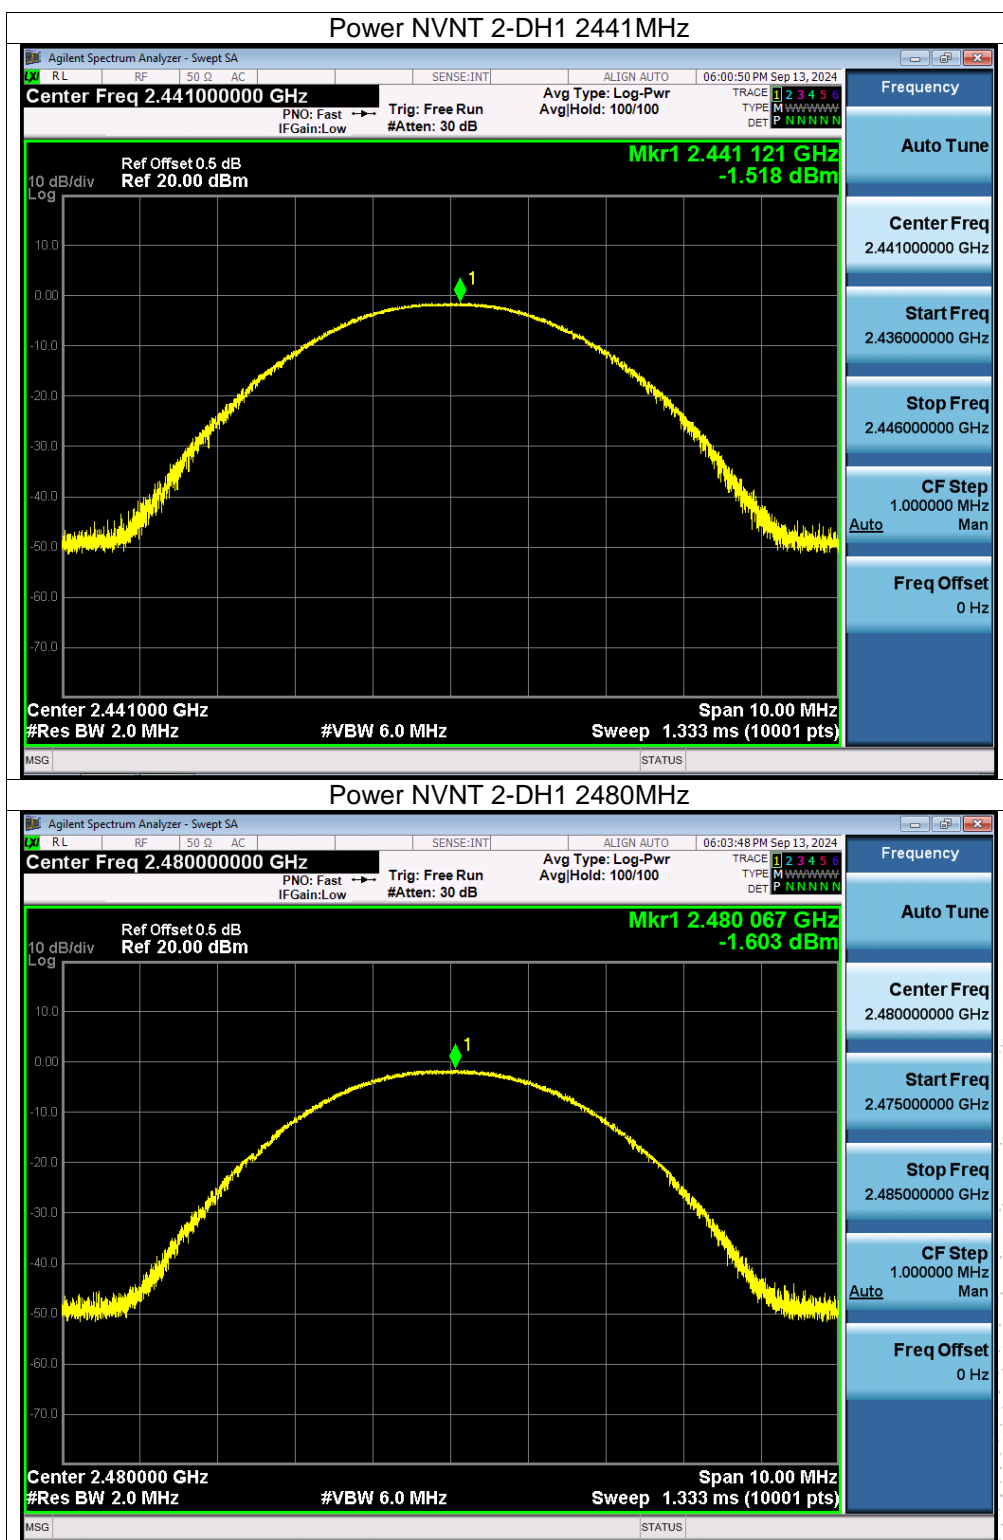 Power NVNT 2-DH1 2441MHz
Agilent Spectrum Analyzer - Swept SA
LXI RL RF 50 Ω AC SENSE:INT ALIGN AUTO 06:00:50 PM Sep 13, 2024
Center Freq 2.441000000 GHz
PNO: Fast
IFGain:Low
Trig: Free Run
#Atten: 30 dB
Avg Type: Log-Pwr
Avg|Hold: 100/100
TRACE 1 2 3 4 5 6
TYPE M WWWWW
DET P N N N N N
Frequency
Auto Tune
Center Freq
2.441000000 GHz
Start Freq
2.436000000 GHz
Stop Freq
2.446000000 GHz
CF Step
1.000000 MHz
Auto Man
Freq Offset
0 Hz
Mkr1 2.441 121 GHz
-1.518 dBm
Ref Offset 0.5 dB
10 dB/div Ref 20.00 dBm
Log
10.0
0.00
-10.0
-20.0
-30.0
-40.0
-50.0
-60.0
-70.0
1
Center 2.441000 GHz Span 10.00 MHz
#Res BW 2.0 MHz #VBW 6.0 MHz Sweep 1.333 ms (10001 pts)
MSG STATUS
Power NVNT 2-DH1 2480MHz
Agilent Spectrum Analyzer - Swept SA
LXI RL RF 50 Ω AC SENSE:INT ALIGN AUTO 06:03:48 PM Sep 13, 2024
Center Freq 2.480000000 GHz
PNO: Fast
IFGain:Low
Trig: Free Run
#Atten: 30 dB
Avg Type: Log-Pwr
Avg|Hold: 100/100
TRACE 1 2 3 4 5 6
TYPE M WWWWW
DET P N N N N N
Frequency
Auto Tune
Center Freq
2.480000000 GHz
Start Freq
2.475000000 GHz
Stop Freq
2.485000000 GHz
CF Step
1.000000 MHz
Auto Man
Freq Offset
0 Hz
Mkr1 2.480 067 GHz
-1.603 dBm
Ref Offset 0.5 dB
10 dB/div Ref 20.00 dBm
Log
10.0
0.00
-10.0
-20.0
-30.0
-40.0
-50.0
-60.0
-70.0
1
Center 2.480000 GHz Span 10.00 MHz
#Res BW 2.0 MHz #VBW 6.0 MHz Sweep 1.333 ms (10001 pts)
MSG STATUS